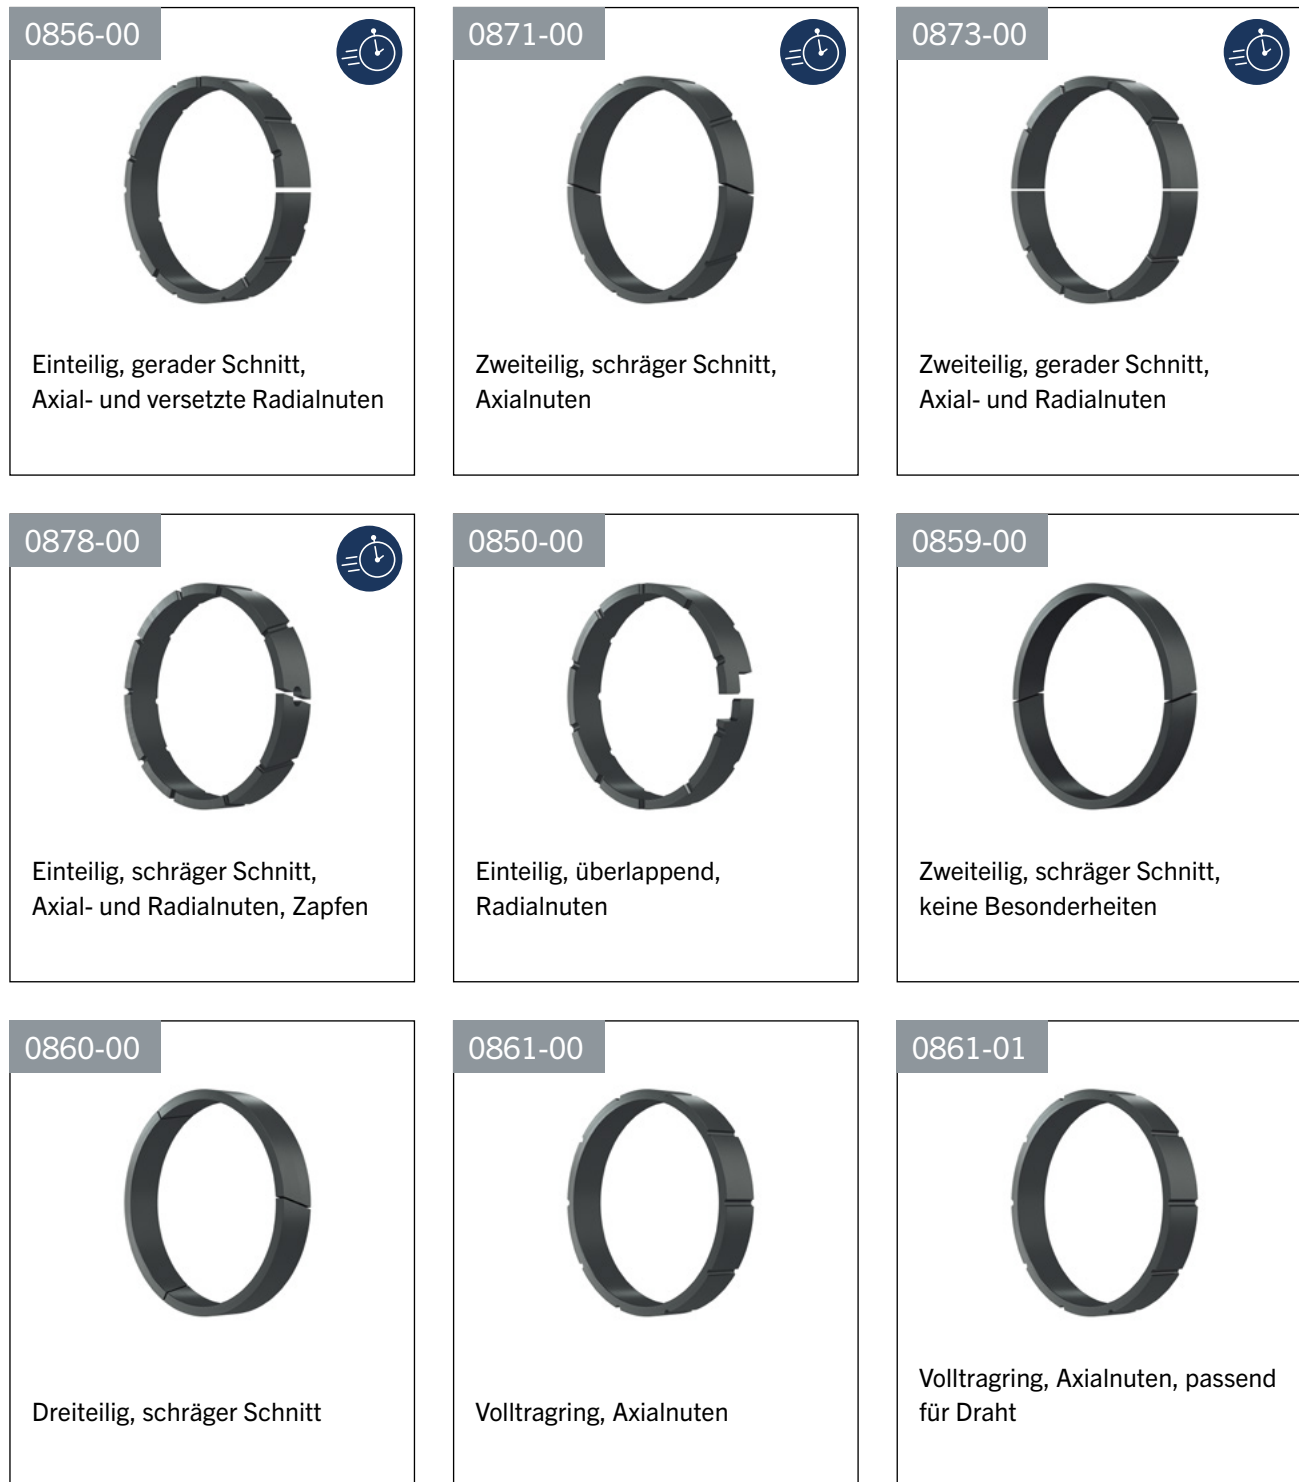 0856-00
Einteilig, gerader Schnitt,
Axial- und versetzte Radialnuten
0871-00
Zweiteilig, schräger Schnitt,
Axialnuten
0873-00
Zweiteilig, gerader Schnitt,
Axial- und Radialnuten
0878-00
Einteilig, schräger Schnitt,
Axial- und Radialnuten, Zapfen
0850-00
Einteilig, überlappend,
Radialnuten
0859-00
Zweiteilig, schräger Schnitt,
keine Besonderheiten
0860-00
Dreiteilig, schräger Schnitt
0861-00
Volltragring, Axialnuten
0861-01
Volltragring, Axialnuten, passend
für Draht